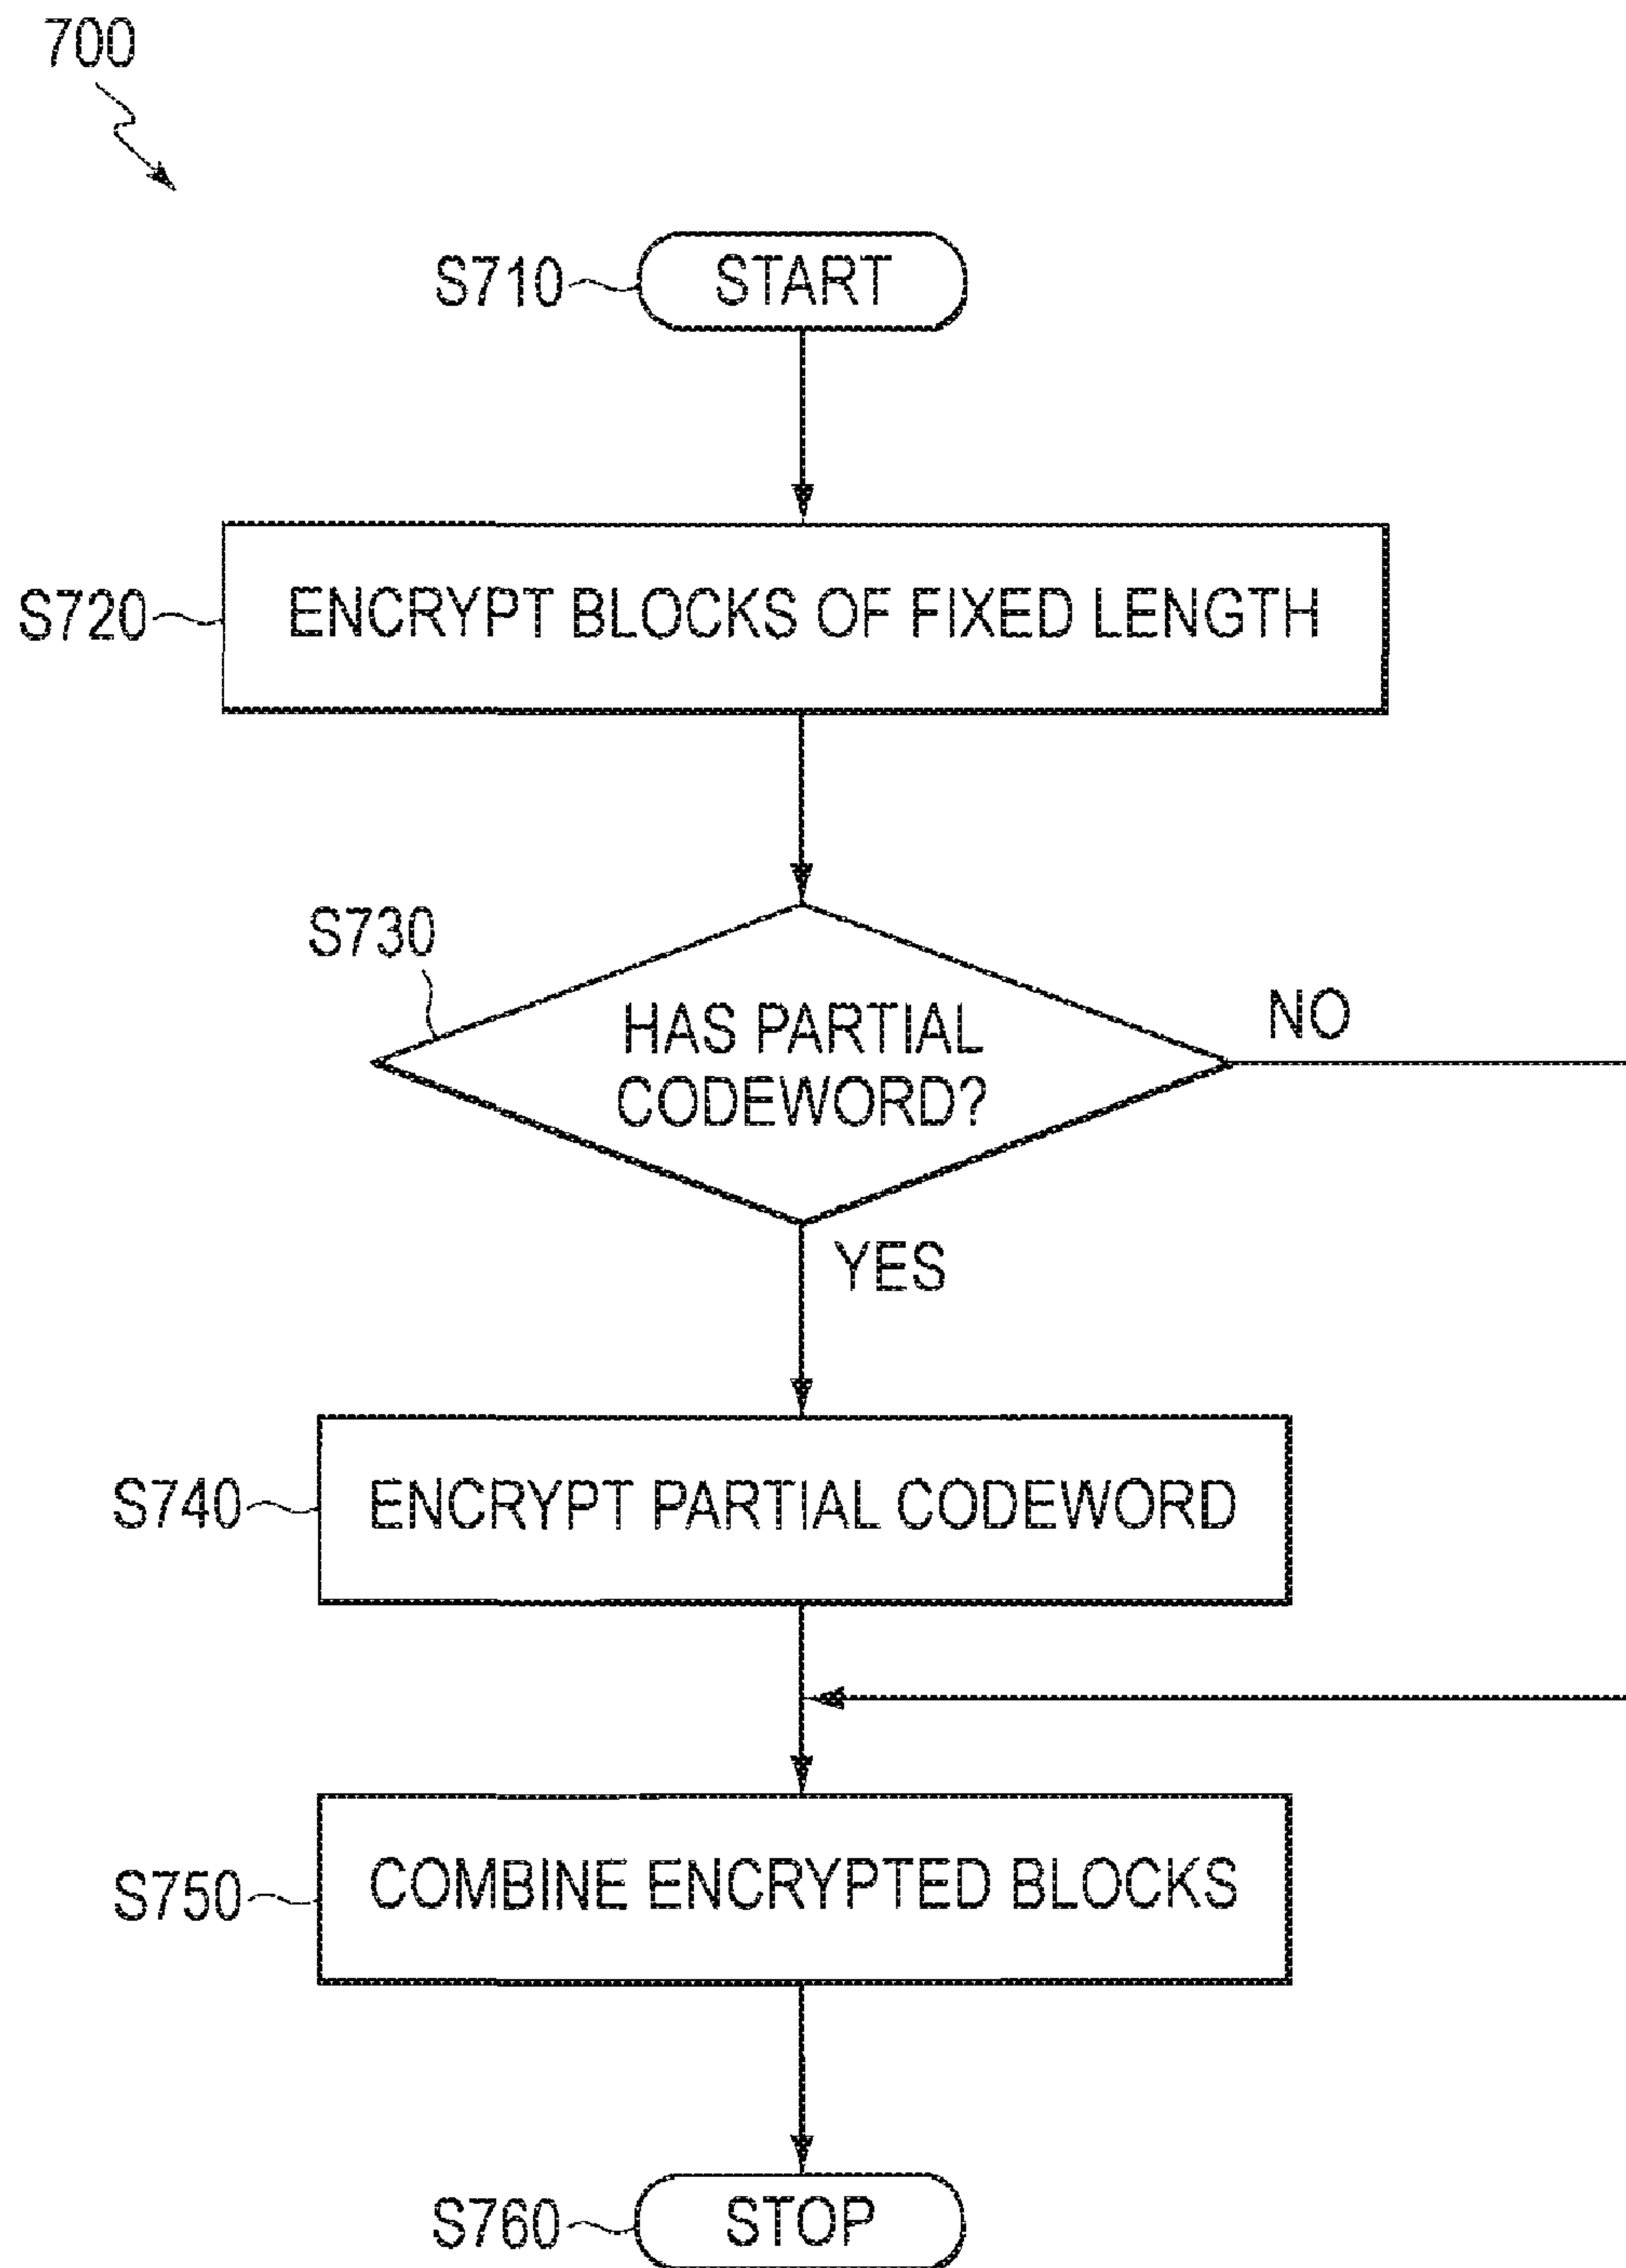 700
S710
START
S720
ENCRYPT BLOCKS OF FIXED LENGTH
S730
HAS PARTIAL
CODEWORD?
NO
YES
S740
ENCRYPT PARTIAL CODEWORD
S750
COMBINE ENCRYPTED BLOCKS
S760
STOP